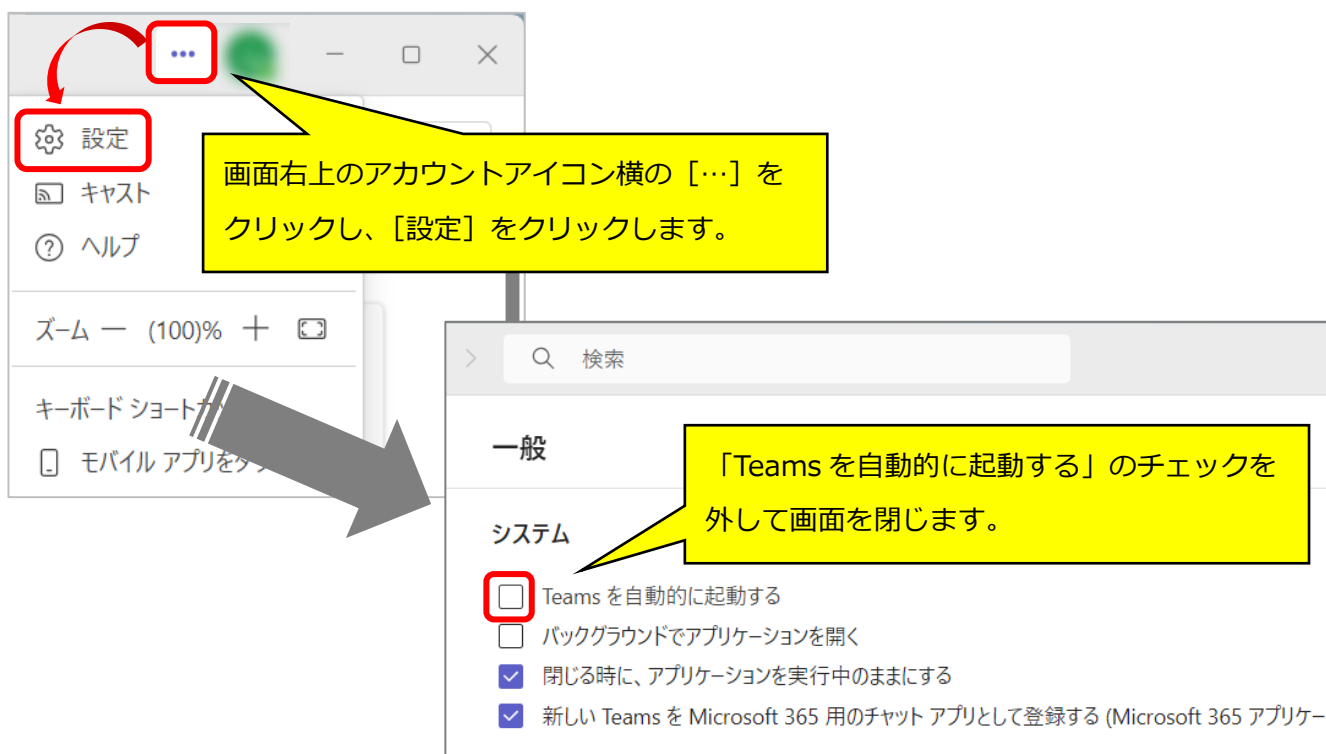 …
設定
キャスト
ヘルプ
画面右上のアカウントアイコン横の［…］を
クリックし、［設定］をクリックします。
ズーム ー (100)% ＋
キーボード ショートカ
モバイル アプリを
検索
一般
「Teams を自動的に起動する」のチェックを
外して画面を閉じます。
システム
Teams を自動的に起動する
バックグラウンドでアプリケーションを開く
閉じる時に、アプリケーションを実行中のままにする
新しい Teams を Microsoft 365 用のチャット アプリとして登録する (Microsoft 365 アプリケー